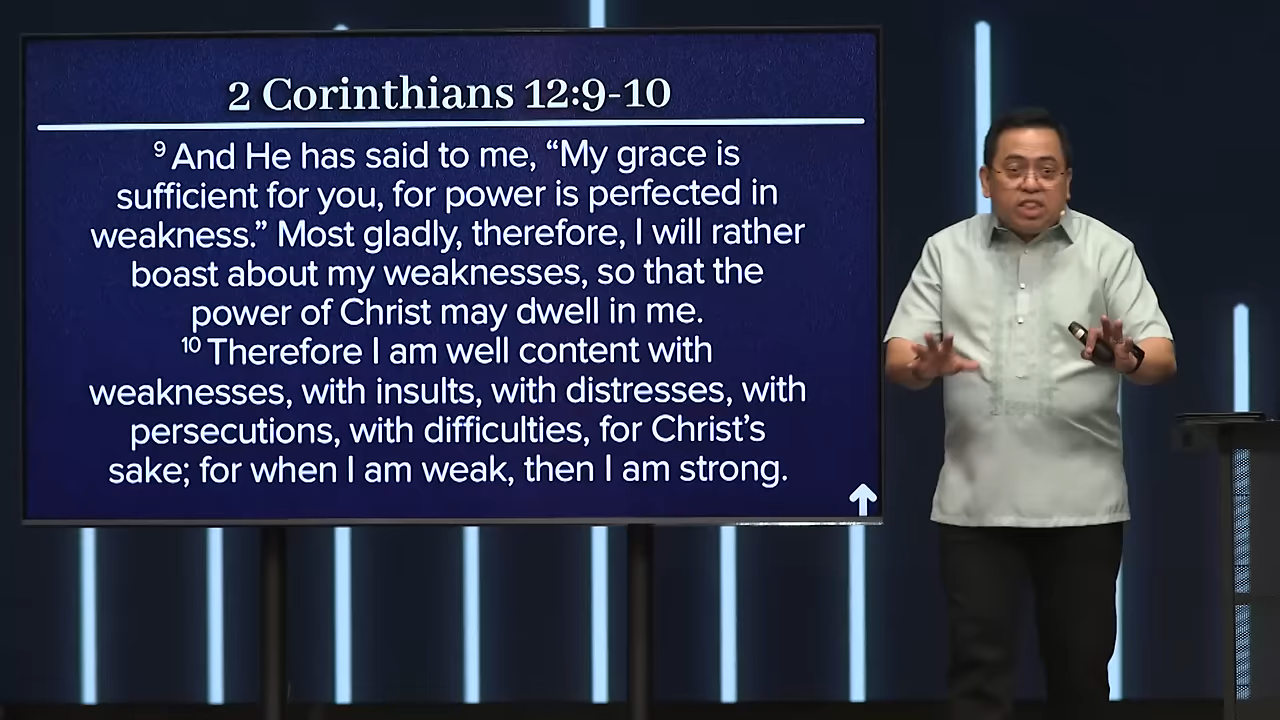 2 Corinthians 12:9-10
⁹ And He has said to me, “My grace is
sufficient for you, for power is perfected in
weakness.” Most gladly, therefore, I will rather
boast about my weaknesses, so that the
power of Christ may dwell in me.
¹⁰ Therefore I am well content with
weaknesses, with insults, with distresses, with
persecutions, with difficulties, for Christ’s
sake; for when I am weak, then I am strong.